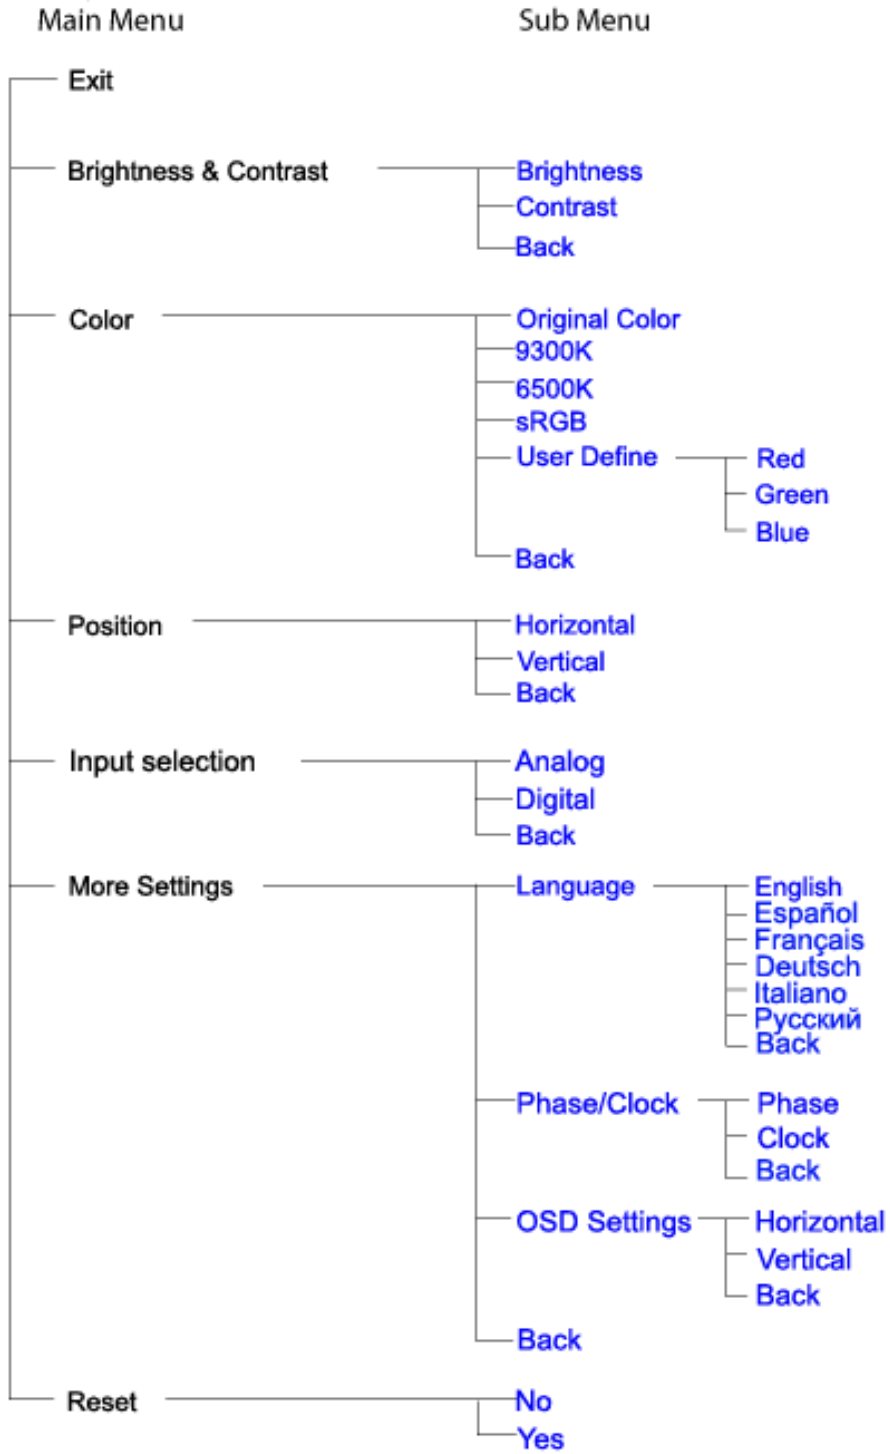 Main Menu Sub Menu
Exit
Brightness & Contrast Brightness
Contrast
Back
Color Original Color
9300K
6500K
sRGB
User Define Red
Green
Blue
Back
Position Horizontal
Vertical
Back
Input selection Analog
Digital
Back
More Settings Language English
Español
Français
Deutsch
Italiano
Русский
Back
Phase/Clock Phase
Clock
Back
OSD Settings Horizontal
Vertical
Back
Back
Reset No
Yes